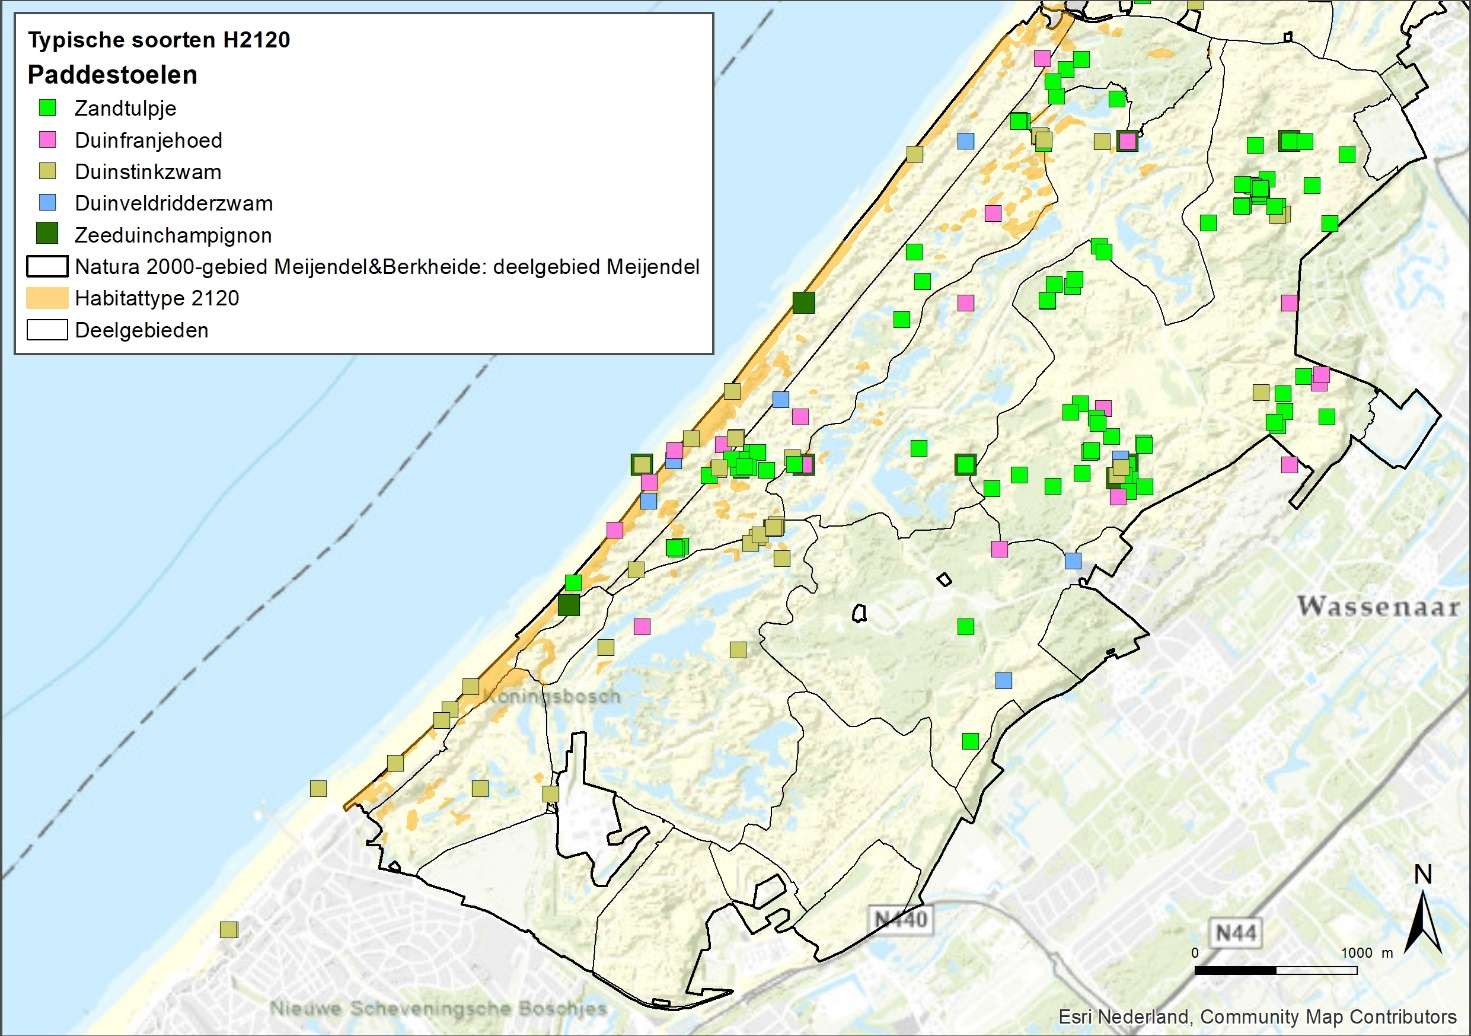 Typische soorten H2120
Paddestoelen
Zandtulpje
Duinfranjehoed
Duinstinkzwam
Duinveldridderzwam
Zeeduinchampignon
Natura 2000-gebied Meijendel&Berkheide: deelgebied Meijendel
Habitattype 2120
Deelgebieden
Wassenaar
Koningsbosch
N440
N44
N
0 1000 m
Nieuwe Scheveningsche Boschjes
Esri Nederland, Community Map Contributors